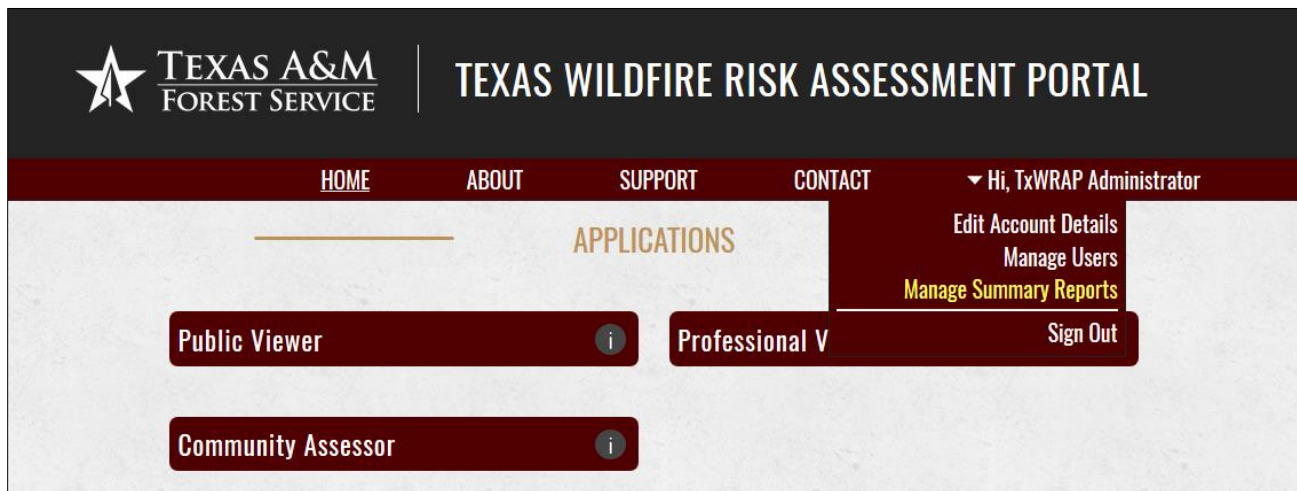 TEXAS A&M
FOREST SERVICE
TEXAS WILDFIRE RISK ASSESSMENT PORTAL
HOME ABOUT SUPPORT CONTACT Hi, TxWRAP Administrator
Edit Account Details
Manage Users
Manage Summary Reports
Sign Out
APPLICATIONS
Public Viewer i
Professional V
Community Assessor i